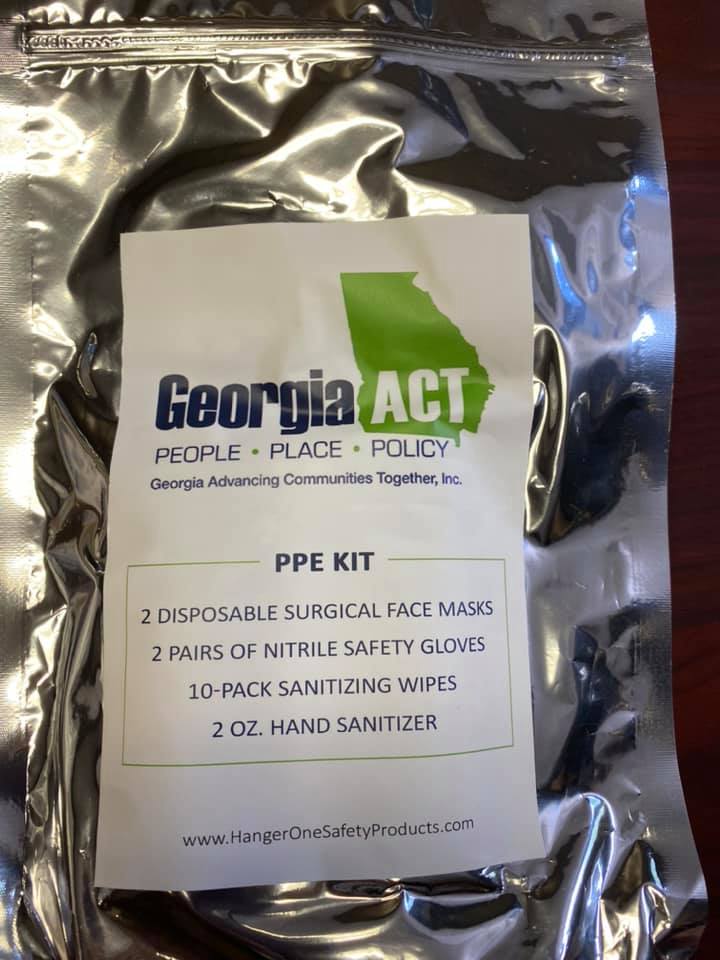 Georgia ACT
PEOPLE • PLACE • POLICY
Georgia Advancing Communities Together, Inc.
PPE KIT
2 DISPOSABLE SURGICAL FACE MASKS
2 PAIRS OF NITRILE SAFETY GLOVES
10-PACK SANITIZING WIPES
2 OZ. HAND SANITIZER
www.HangerOneSafetyProducts.com